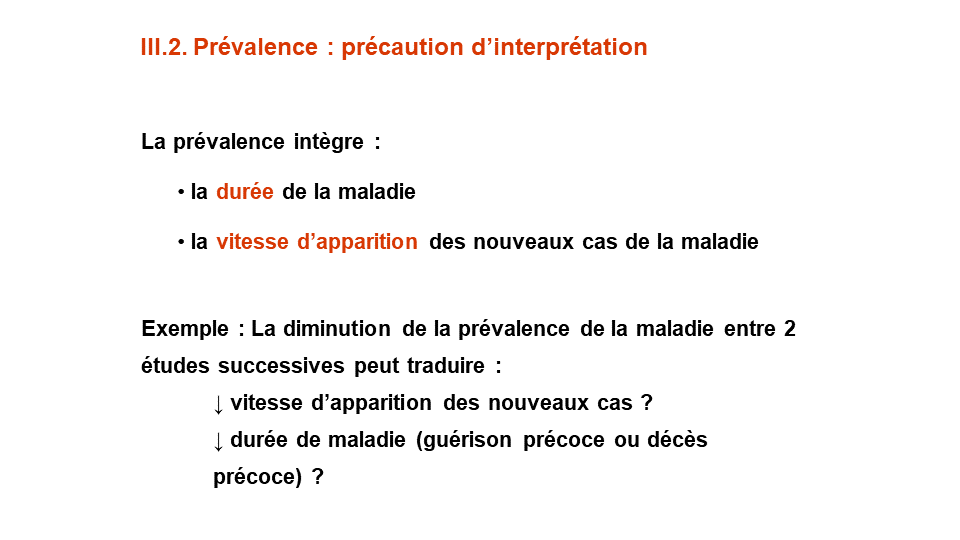 III.2. Prévalence : précaution d’interprétation
La prévalence intègre :
• la durée de la maladie
• la vitesse d’apparition des nouveaux cas de la maladie
Exemple : La diminution de la prévalence de la maladie entre 2
études successives peut traduire :
↓ vitesse d’apparition des nouveaux cas ?
↓ durée de maladie (guérison précoce ou décès
précoce) ?